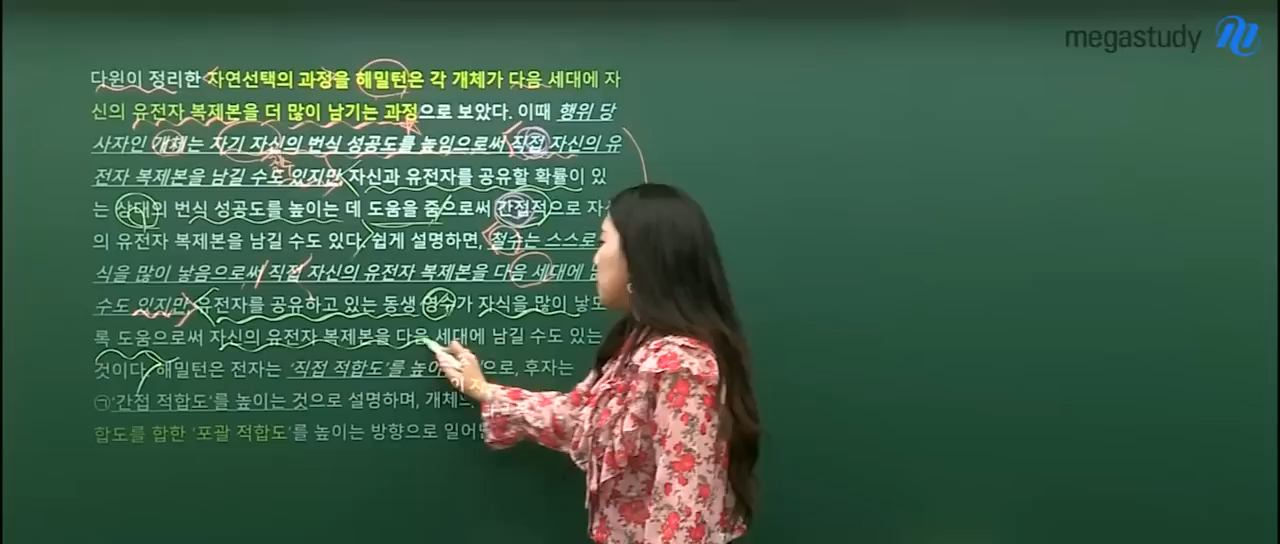 megastudy
다윈이 정리한 자연선택의 과정을 해밀턴은 각 개체가 다음 세대에 자
신의 유전자 복제본을 더 많이 남기는 과정으로 보았다. 이때 행위 당
사자인 개체는 자기 자신의 번식 성공도를 높임으로써 직접 자신의 유
전자 복제본을 남길 수도 있지만, 자신과 유전자를 공유할 확률이 있
는 상대의 번식 성공도를 높이는 데 도움을 줌으로써 간접적으로
의 유전자 복제본을 남길 수도 있다. 쉽게 설명하면, 철수는 스스로
식을 많이 낳음으로써 직접 자신의 유전자 복제본을 다음 세대에
수도 있지만, 유전자를 공유하고 있는 동생 영수가 자식을 많이 낳도
록 도움으로써 자신의 유전자 복제본을 다음 세대에 남길 수도 있는
것이다. 해밀턴은 전자는 ‘직접 적합도’를 으로, 후자는
㉠‘간접 적합도’를 높이는 것으로 설명하며,
합도를 합한 ‘포괄 적합도’를 높이는 방향으로